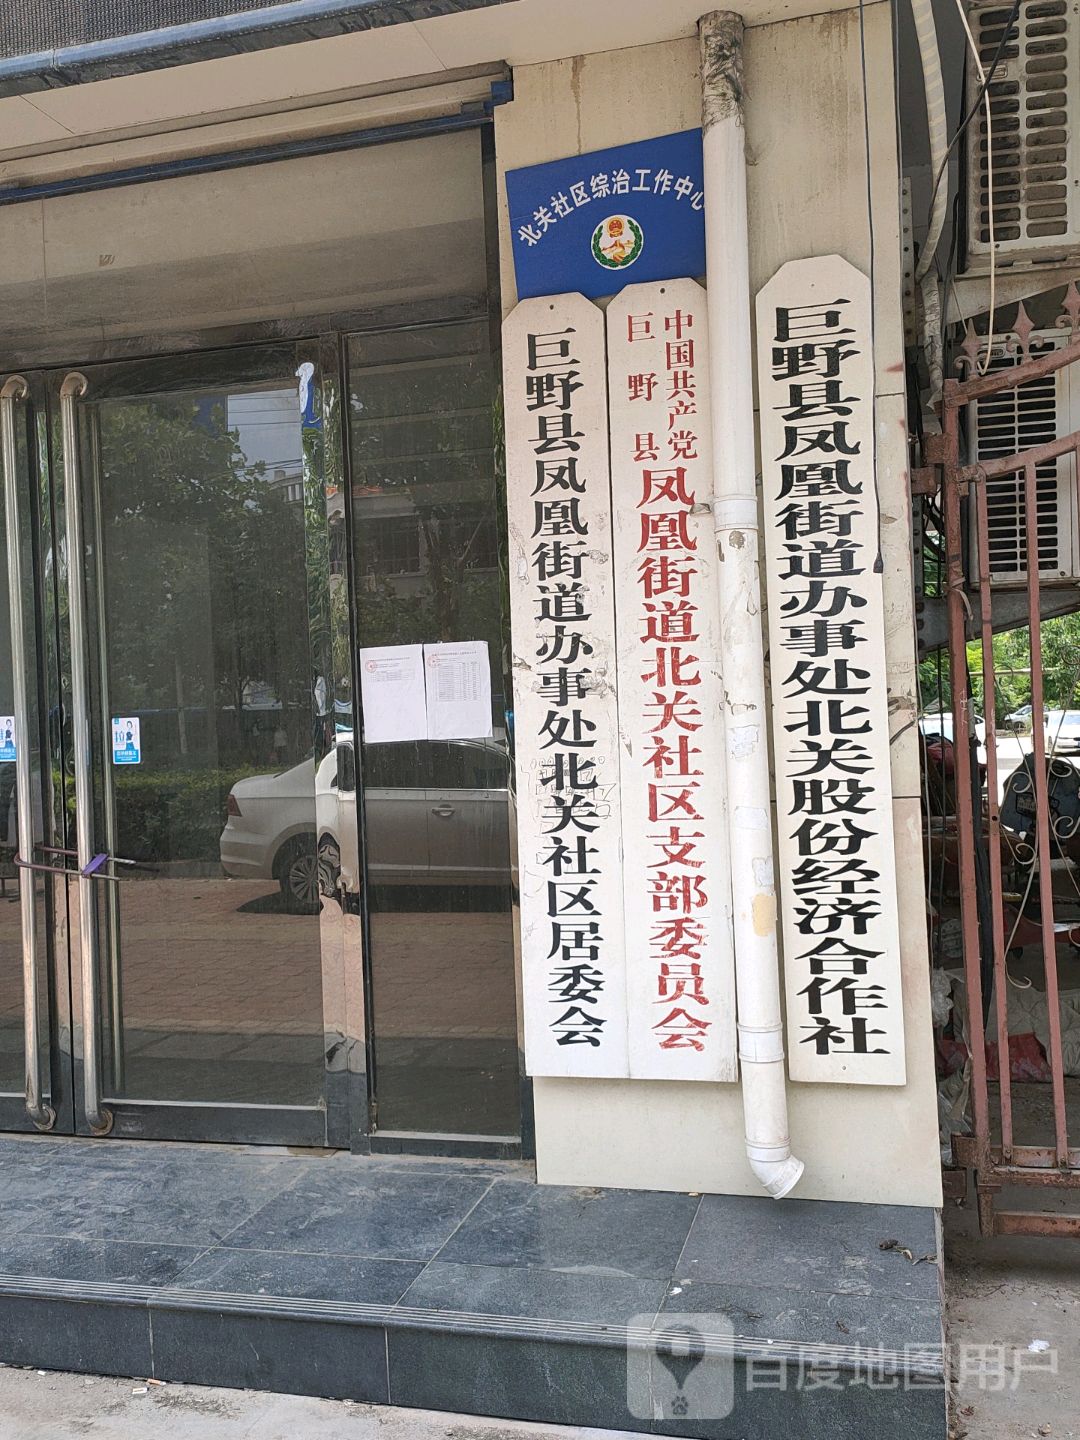 北关社区综治工作中心
巨野县凤凰街道办事处北关社区居委会
中国共产党
巨野县
凤凰街道北关社区支部委员会
巨野县凤凰街道办事处北关股份经济合作社
百度地图用户